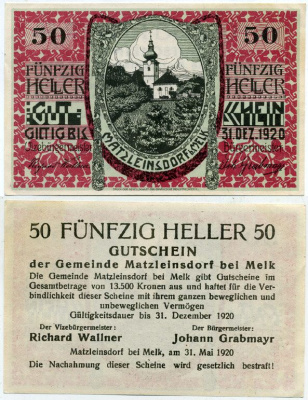 50 50
FÜNFZIG FÜNFZIG
HELLER HELLER
GUT- SCHEIN
GILTIG BIS 31.DEZ.1920
Vizebürgermeister: Bürgermeister:
MATZLEINSDORF B.MELK
50 FÜNFZIG HELLER 50
GUTSCHEIN
der Gemeinde Matzleinsdorf bei Melk
Die Gemeinde Matzleinsdorf bei Melk gibt Gutscheine im
Gesamtbetrage von 13.500 Kronen aus und haftet für die Ver-
bindlichkeit dieser Scheine mit ihrem ganzen beweglichen und
unbeweglichen Vermögen
Gültigkeitsdauer bis 31. Dezember 1920
Der Vizebürgermeister: Der Bürgermeister:
Richard Wallner Johann Grabmayr
Matzleinsdorf bei Melk, am 31. Mai 1920
Die Nachahmung dieser Scheine wird gesetzlich bestraft!